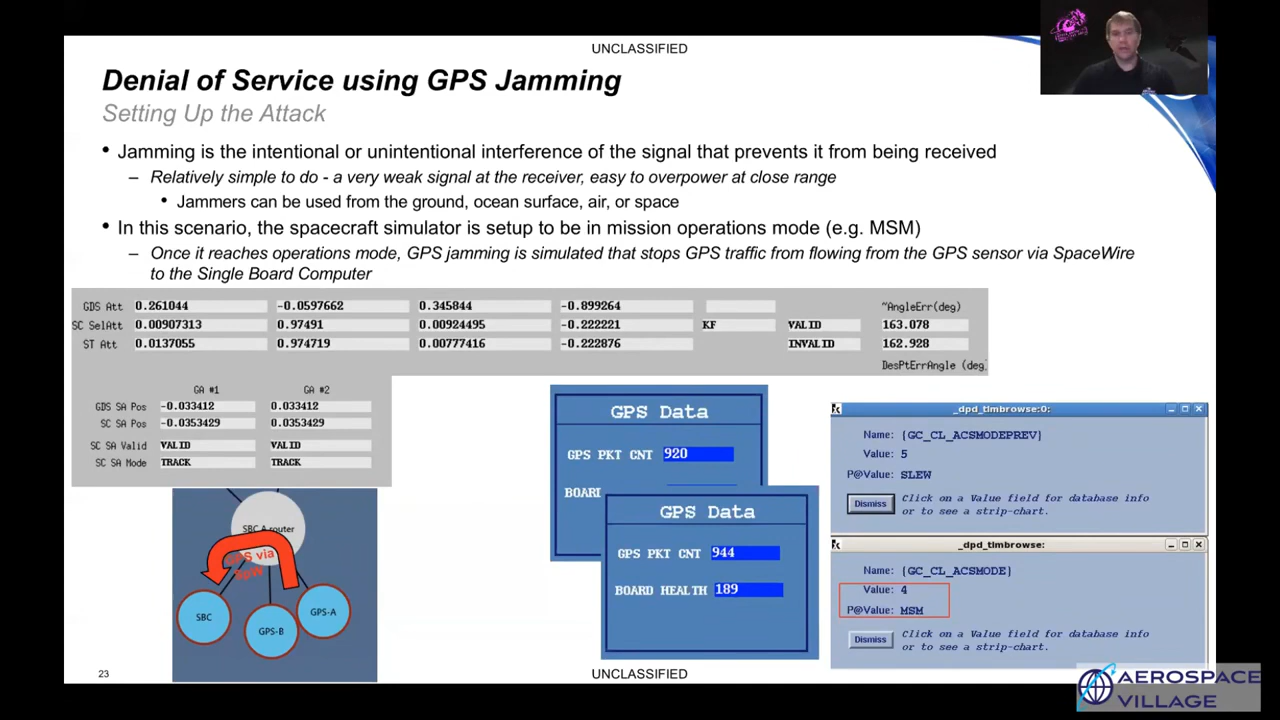 UNCLASSIFIED
Denial of Service using GPS Jamming
Setting Up the Attack
• Jamming is the intentional or unintentional interference of the signal that prevents it from being received
– Relatively simple to do - a very weak signal at the receiver, easy to overpower at close range
• Jammers can be used from the ground, ocean surface, air, or space
• In this scenario, the spacecraft simulator is setup to be in mission operations mode (e.g. MSM)
– Once it reaches operations mode, GPS jamming is simulated that stops GPS traffic from flowing from the GPS sensor via SpaceWire
to the Single Board Computer
GDS Att 0.261044 -0.0597662 0.345844 -0.899264 ~AngleErr(deg)
SC SelAtt 0.00907313 0.97491 0.00924495 -0.222221 KF VALID 163.078
ST Att 0.0137055 0.974719 0.00777416 -0.222876 INVALID 162.928
DesPtErrAngle (deg
GA #1 GA #2
GDS SA Pos -0.033412 0.033412
SC SA Pos -0.0353429 0.0353429
SC SA Valid VALID VALID
SC SA Mode TRACK TRACK
SBC A router
GPS via
SpW
SBC
GPS-B
GPS-A
GPS Data
GPS PKT CNT 920
BOARI
GPS Data
GPS PKT CNT 944
BOARD HEALTH 189
_dpd_tlmbrowse:0:
Name: {GC_CL_ACSMODEPREV}
Value: 5
P@Value: SLEW
Dismiss Click on a Value field for database info
or to see a strip-chart.
_dpd_tlmbrowse:
Name: {GC_CL_ACSMODE}
Value: 4
P@Value: MSM
Dismiss Click on a Value field for database info
or to see a strip-chart.
23
UNCLASSIFIED
AEROSPACE
VILLAGE